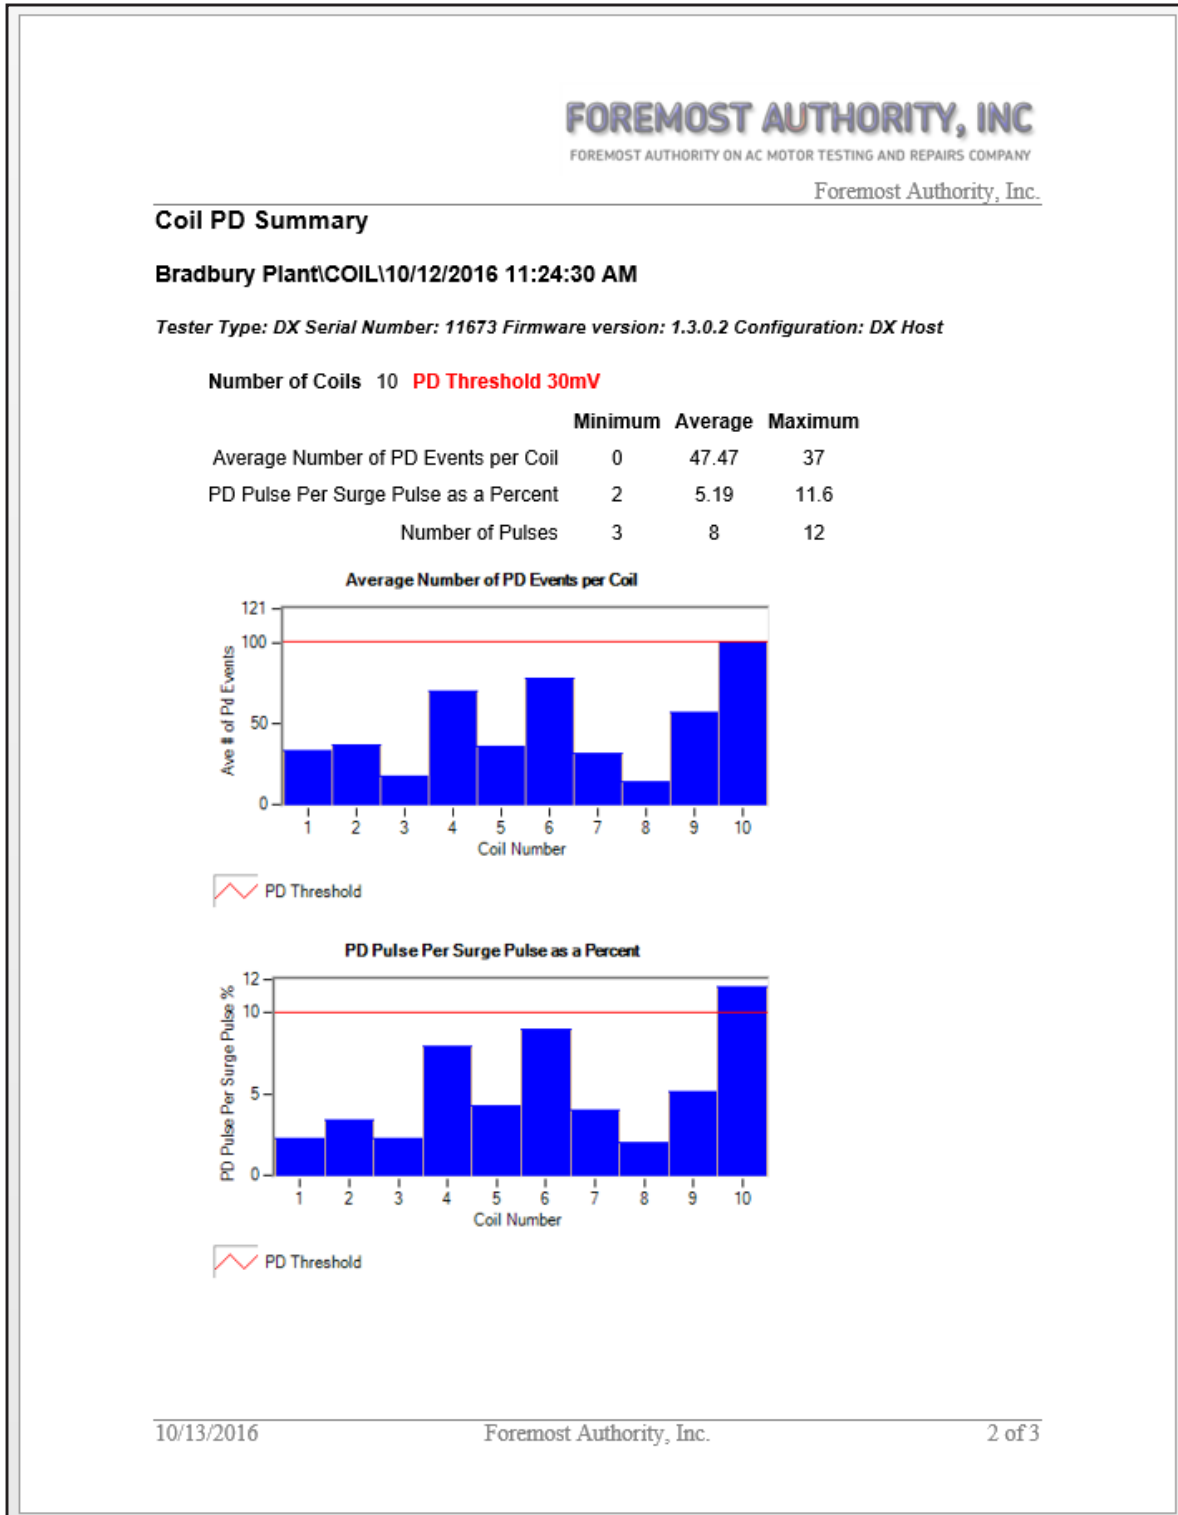 FOREMOST AUTHORITY, INC
FOREMOST AUTHORITY ON AC MOTOR TESTING AND REPAIRS COMPANY
Foremost Authority, Inc.
Coil PD Summary
Bradbury Plant\COIL\10/12/2016 11:24:30 AM
Tester Type: DX Serial Number: 11673 Firmware version: 1.3.0.2 Configuration: DX Host
Number of Coils 10 PD Threshold 30mV
Minimum Average Maximum
Average Number of PD Events per Coil 0 47.47 37
PD Pulse Per Surge Pulse as a Percent 2 5.19 11.6
Number of Pulses 3 8 12
Average Number of PD Events per Coil
Ave # of Pd Events
121
100
50
0
1 2 3 4 5 6 7 8 9 10
Coil Number
PD Threshold
PD Pulse Per Surge Pulse as a Percent
PD Pulse Per Surge Pulse %
12
10
5
0
1 2 3 4 5 6 7 8 9 10
Coil Number
PD Threshold
10/13/2016 Foremost Authority, Inc. 2 of 3